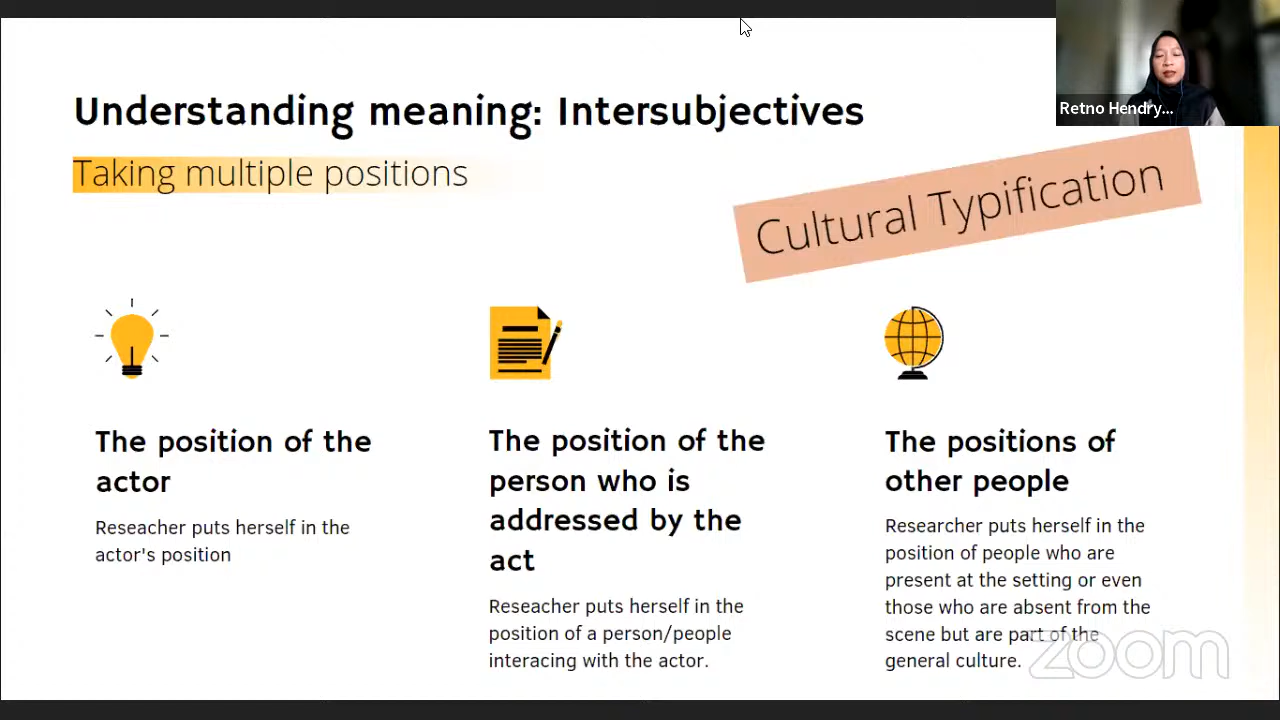 Understanding meaning: Intersubjectives
Taking multiple positions
Retno Hendry...
Cultural Typification
The position of the
actor
Reseacher puts herself in the
actor's position
The position of the
person who is
addressed by the
act
Reseacher puts herself in the
position of a person/people
interacing with the actor.
The positions of
other people
Researcher puts herself in the
position of people who are
present at the setting or even
those who are absent from the
scene but are part of the
general culture.
zoom